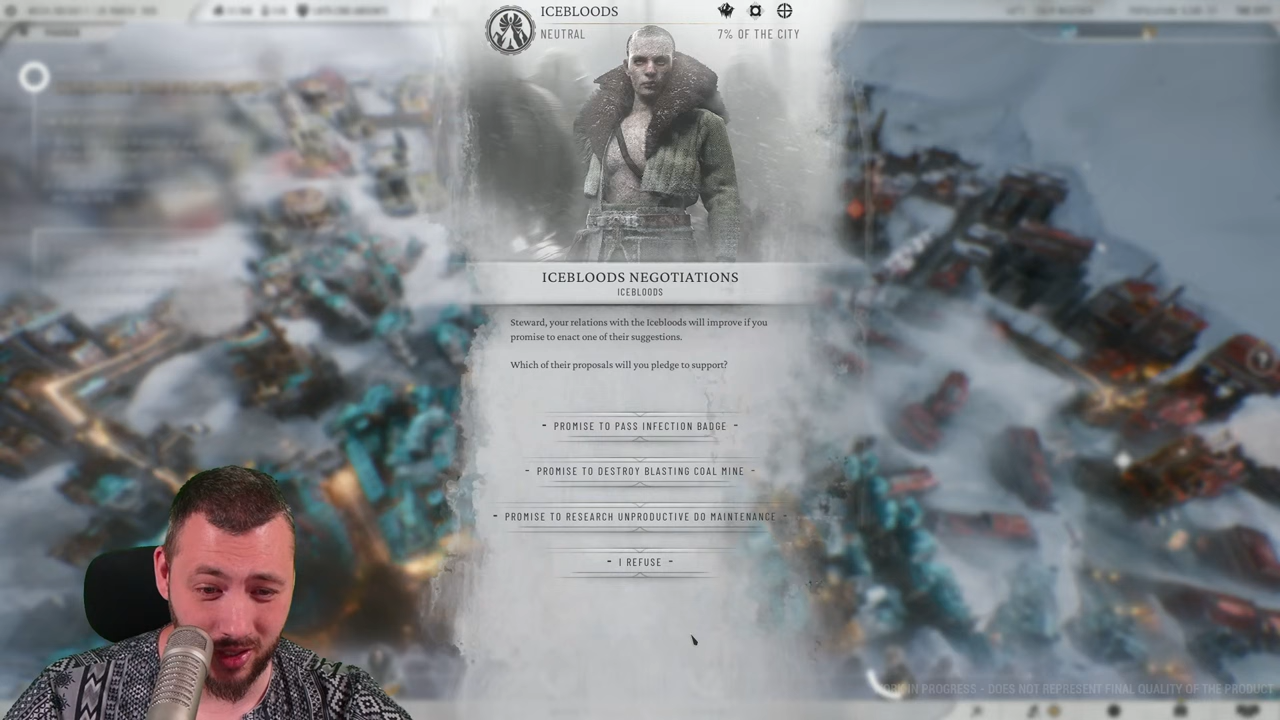 ICEBLOODS
NEUTRAL
7% OF THE CITY
ICEBLOODS NEGOTIATIONS
ICEBLOODS
Steward, your relations with the Icebloods will improve if you
promise to enact one of their suggestions.
Which of their proposals will you pledge to support?
- PROMISE TO PASS INFECTION BADGE -
- PROMISE TO DESTROY BLASTING COAL MINE -
- PROMISE TO RESEARCH UNPRODUCTIVE DO MAINTENANCE -
- I REFUSE -
IN PROGRESS - DOES NOT REPRESENT FINAL QUALITY OF THE PRODUCT